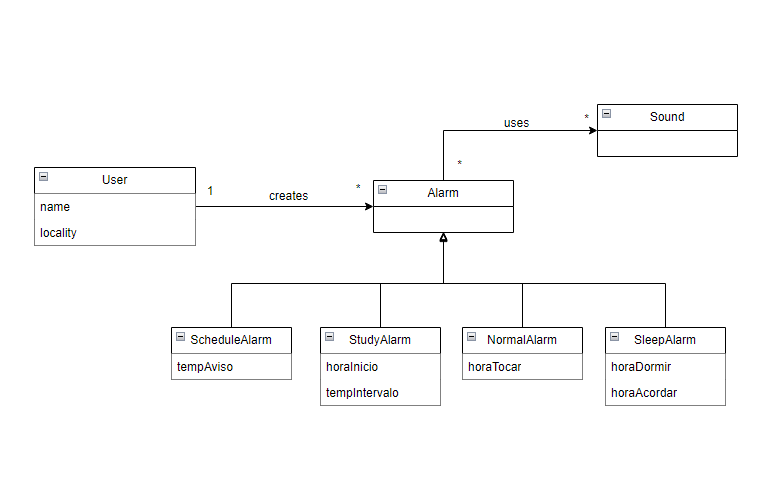 Sound
uses
*
*
User
name
locality
1
creates
*
Alarm
ScheduleAlarm
tempAviso
StudyAlarm
horaInicio
tempIntervalo
NormalAlarm
horaTocar
SleepAlarm
horaDormir
horaAcordar